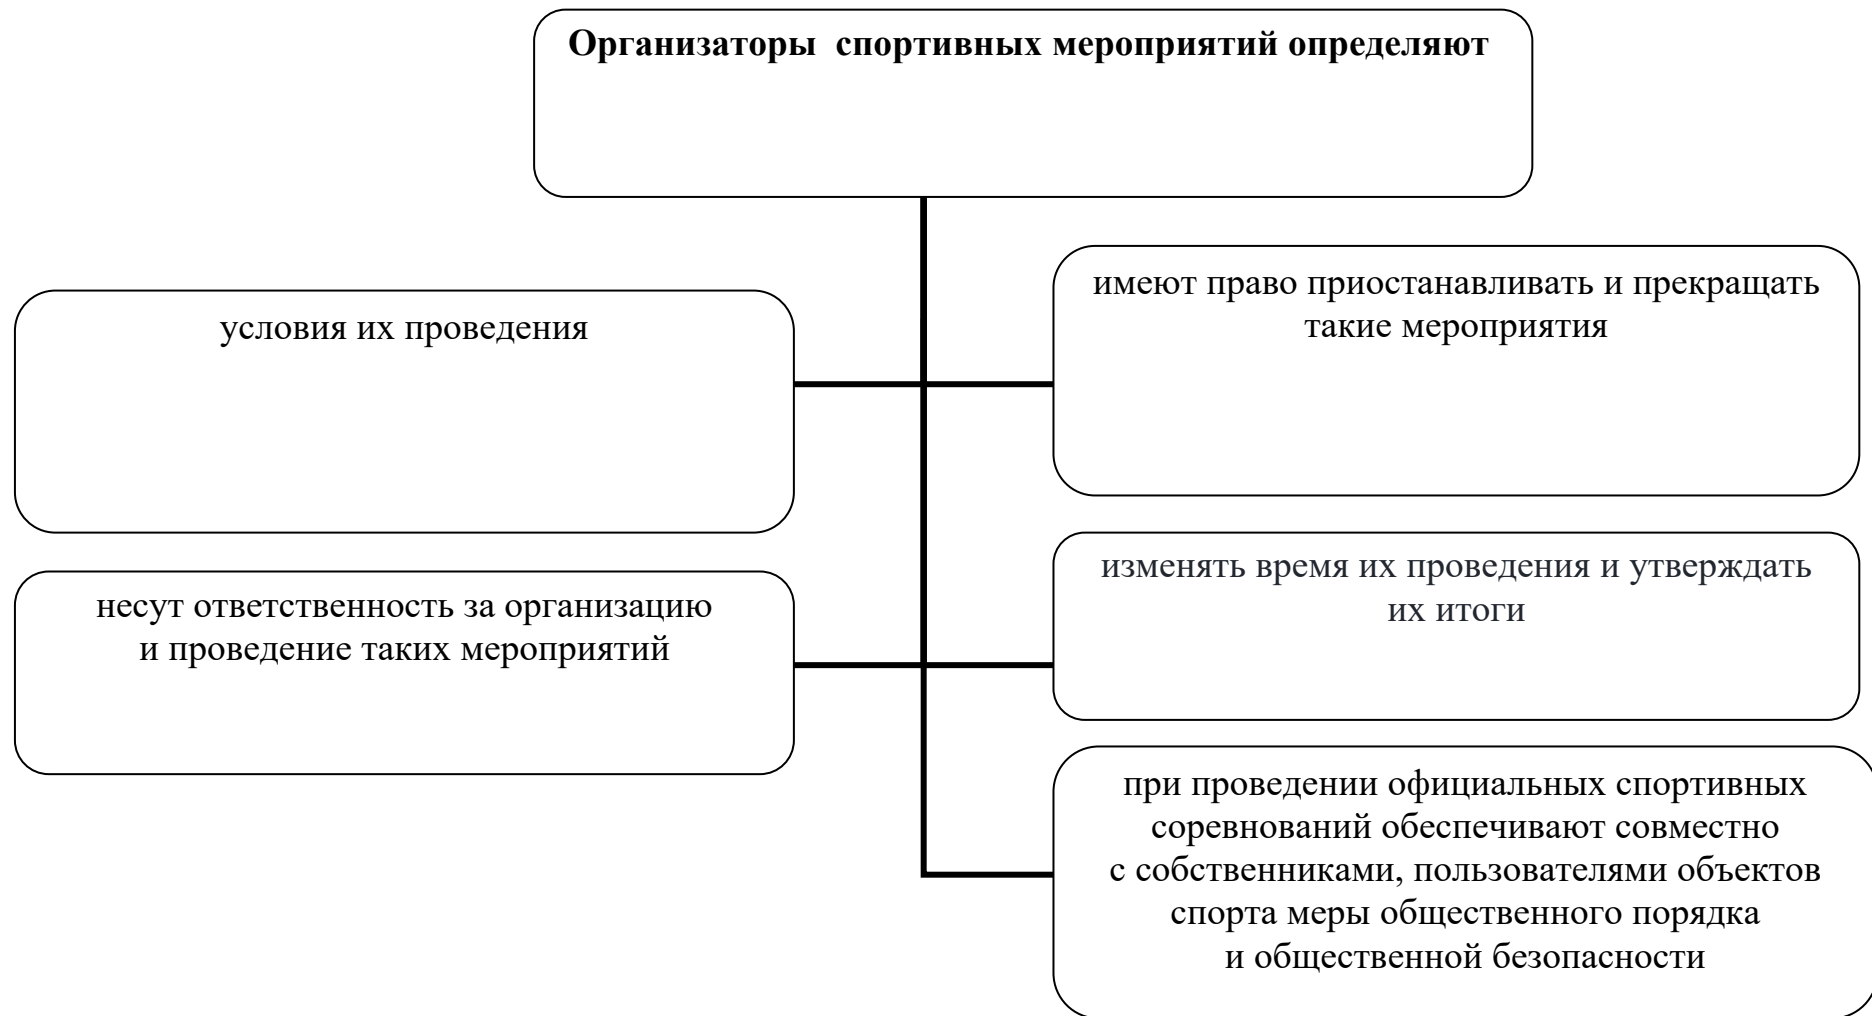 Организаторы  спортивных мероприятий определяют
условия их проведения
имеют право приостанавливать и прекращать
такие мероприятия
несут ответственность за организацию
и проведение таких мероприятий
изменять время их проведения и утверждать
их итоги
при проведении официальных спортивных
соревнований обеспечивают совместно
с собственниками, пользователями объектов
спорта меры общественного порядка
и общественной безопасности